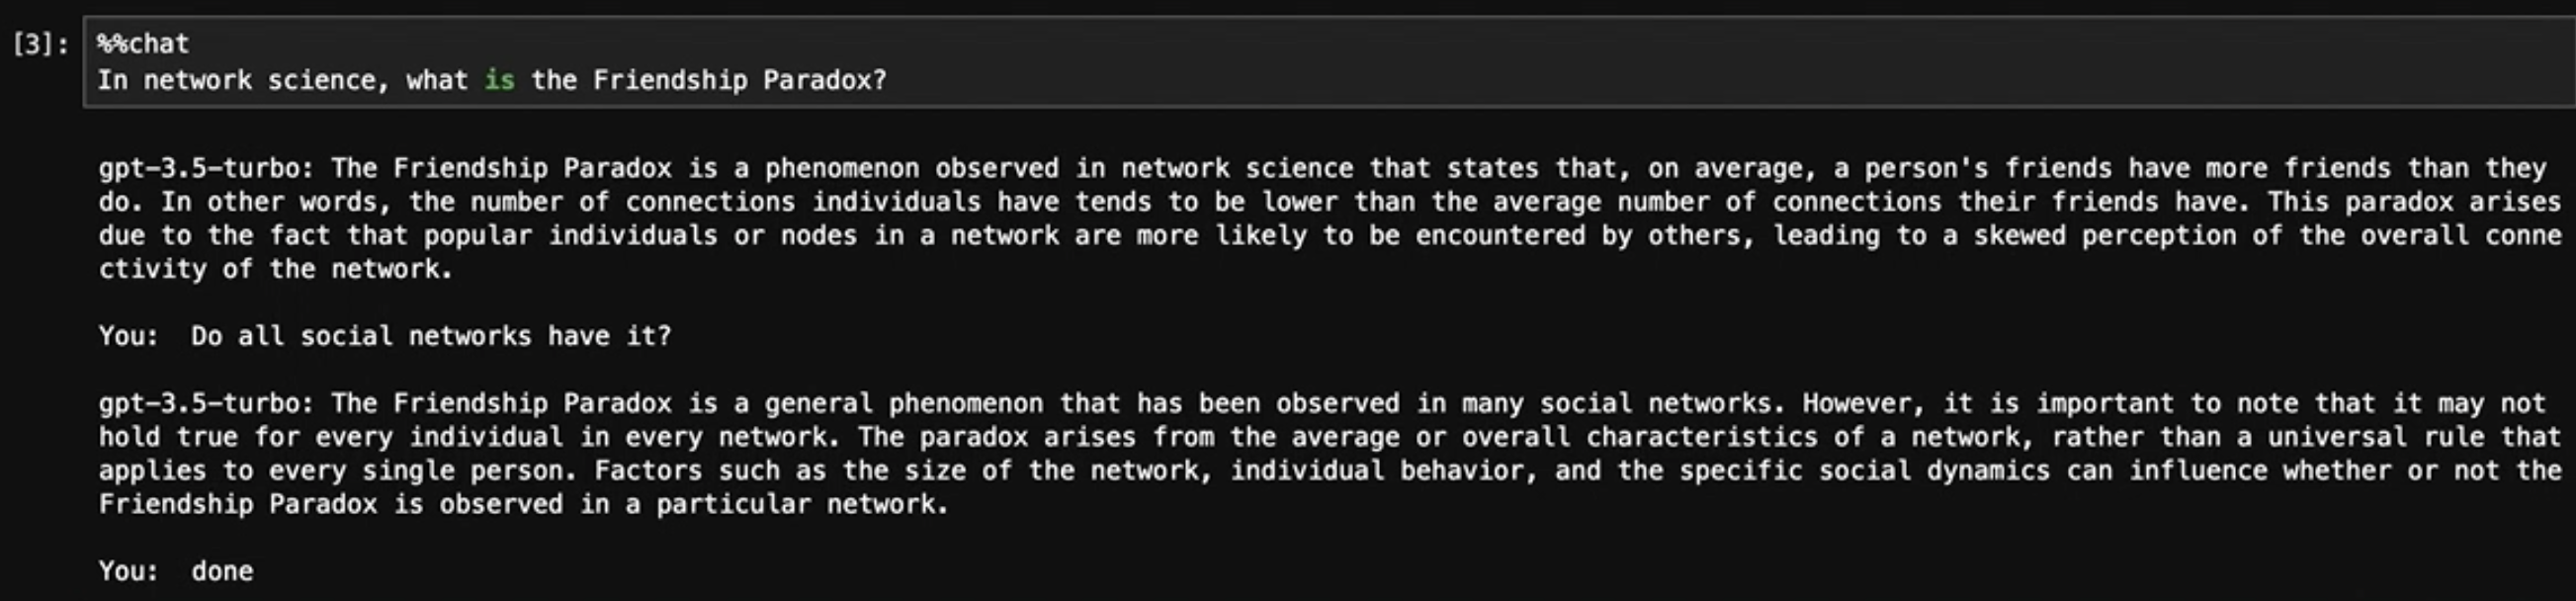 [3]: %%chat
In network science, what is the Friendship Paradox?
gpt-3.5-turbo: The Friendship Paradox is a phenomenon observed in network science that states that, on average, a person's friends have more friends than they
do. In other words, the number of connections individuals have tends to be lower than the average number of connections their friends have. This paradox arises
due to the fact that popular individuals or nodes in a network are more likely to be encountered by others, leading to a skewed perception of the overall conne
ctivity of the network.
You:  Do all social networks have it?
gpt-3.5-turbo: The Friendship Paradox is a general phenomenon that has been observed in many social networks. However, it is important to note that it may not
hold true for every individual in every network. The paradox arises from the average or overall characteristics of a network, rather than a universal rule that
applies to every single person. Factors such as the size of the network, individual behavior, and the specific social dynamics can influence whether or not the
Friendship Paradox is observed in a particular network.
You:  done